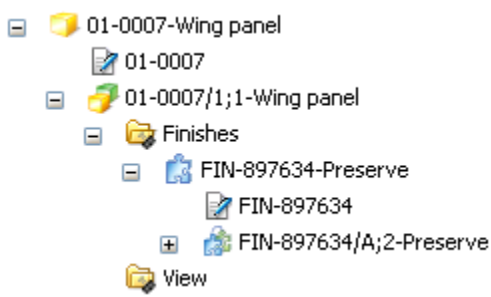 01-0007-Wing panel
01-0007
01-0007/1;1-Wing panel
Finishes
FIN-897634-Preserve
FIN-897634
FIN-897634/A;2-Preserve
View